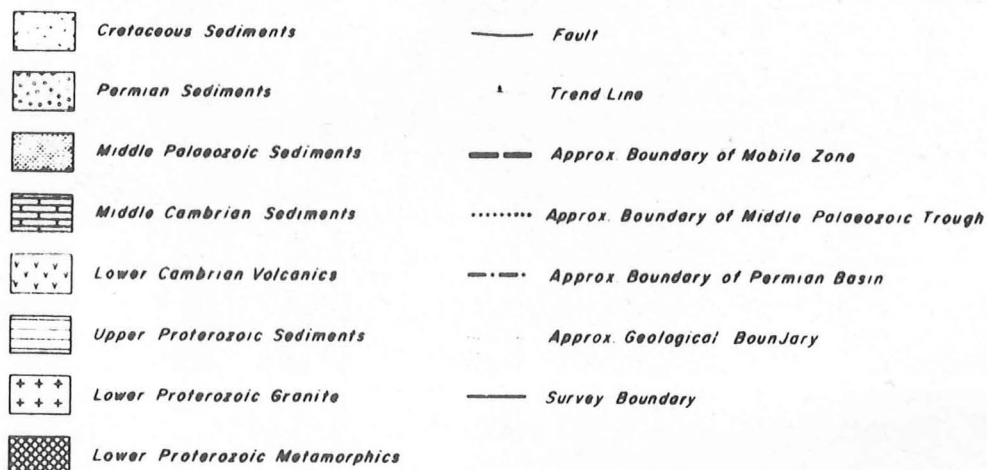 Cretaceous Sediments
Permian Sediments
Middle Palaeozoic Sediments
Middle Cambrian Sediments
Lower Cambrian Volcanics
Upper Proterozoic Sediments
Lower Proterozoic Granite
Lower Proterozoic Metamorphics
Fault
Trend Line
Approx. Boundary of Mobile Zone
Approx. Boundary of Middle Palaeozoic Trough
Approx. Boundary of Permian Basin
Approx. Geological Boundary
Survey Boundary